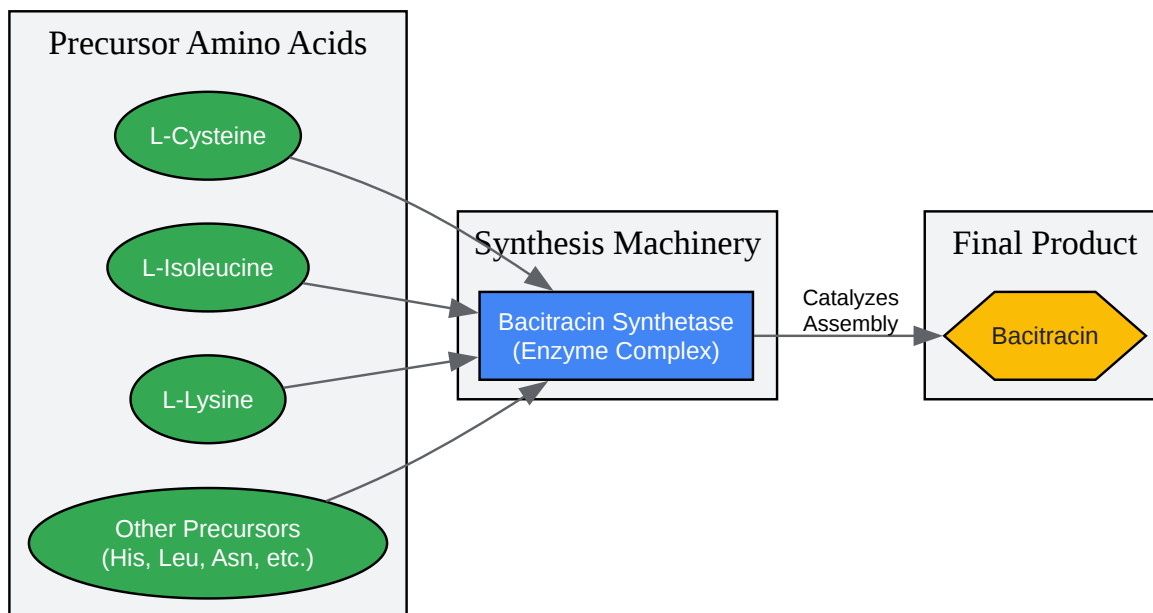 Precursor Amino Acids
L-Cysteine
L-Isoleucine
L-Lysine
Other Precursors
(His, Leu, Asn, etc.)
Synthesis Machinery
Bacitracin Synthetase
(Enzyme Complex)
Catalyzes
Assembly
Final Product
Bacitracin